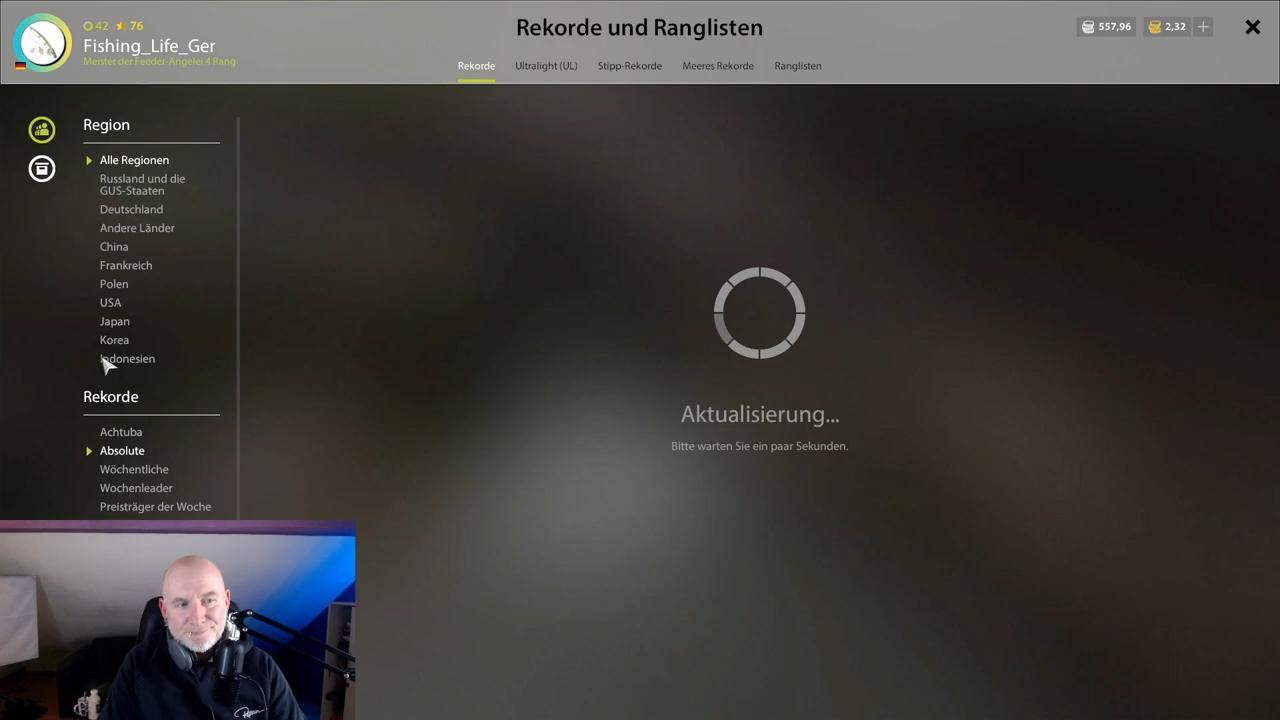 42 76
Fishing_Life_Ger
Meister der Feeder-Angelei 4 Rang
Rekorde und Ranglisten
557,96
2,32
Rekorde
Ultralight (UL)
Stipp-Rekorde
Meeres Rekorde
Ranglisten
Region
Alle Regionen
Russland und die
GUS-Staaten
Deutschland
Andere Länder
China
Frankreich
Polen
USA
Japan
Korea
Indonesien
Rekorde
Achtuba
Absolute
Wöchentliche
Wochenleader
Preisträger der Woche
Aktualisierung...
Bitte warten Sie ein paar Sekunden.